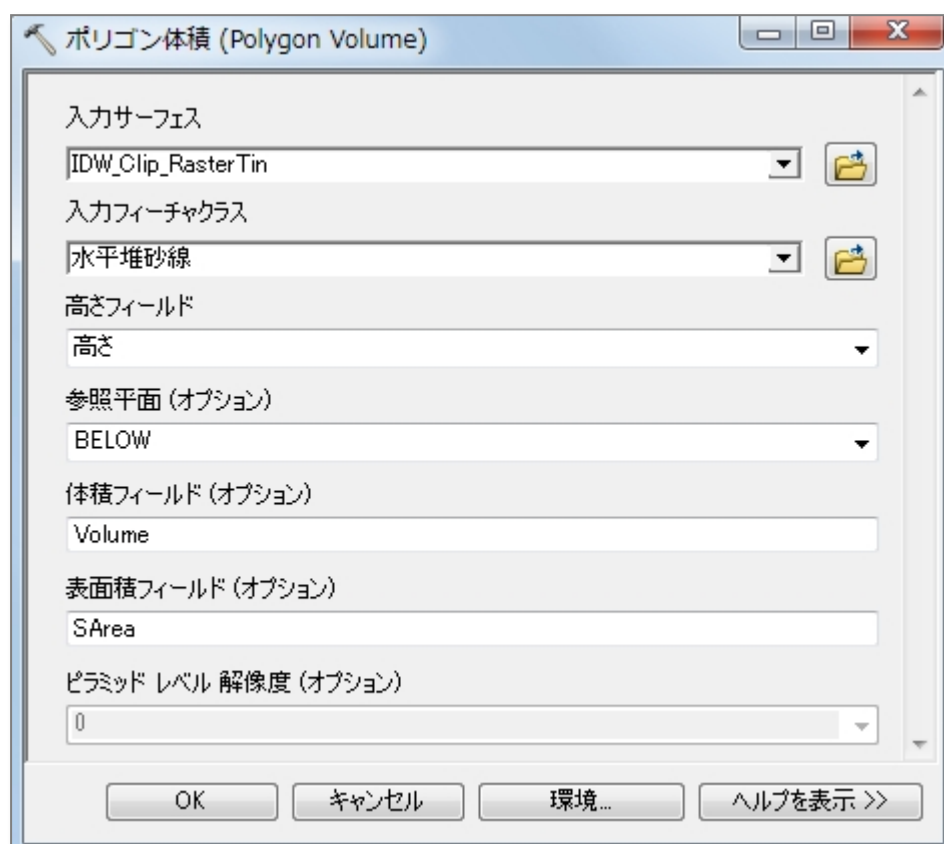 ポリゴン体積 (Polygon Volume)
入力サーフェス
IDW_Clip_RasterTin
入力フィーチャクラス
水平堆砂線
高さフィールド
高さ
参照平面 (オプション)
BELOW
体積フィールド (オプション)
Volume
表面積フィールド (オプション)
SArea
ピラミッド レベル 解像度 (オプション)
0
OK キャンセル 環境... ヘルプを表示 >>